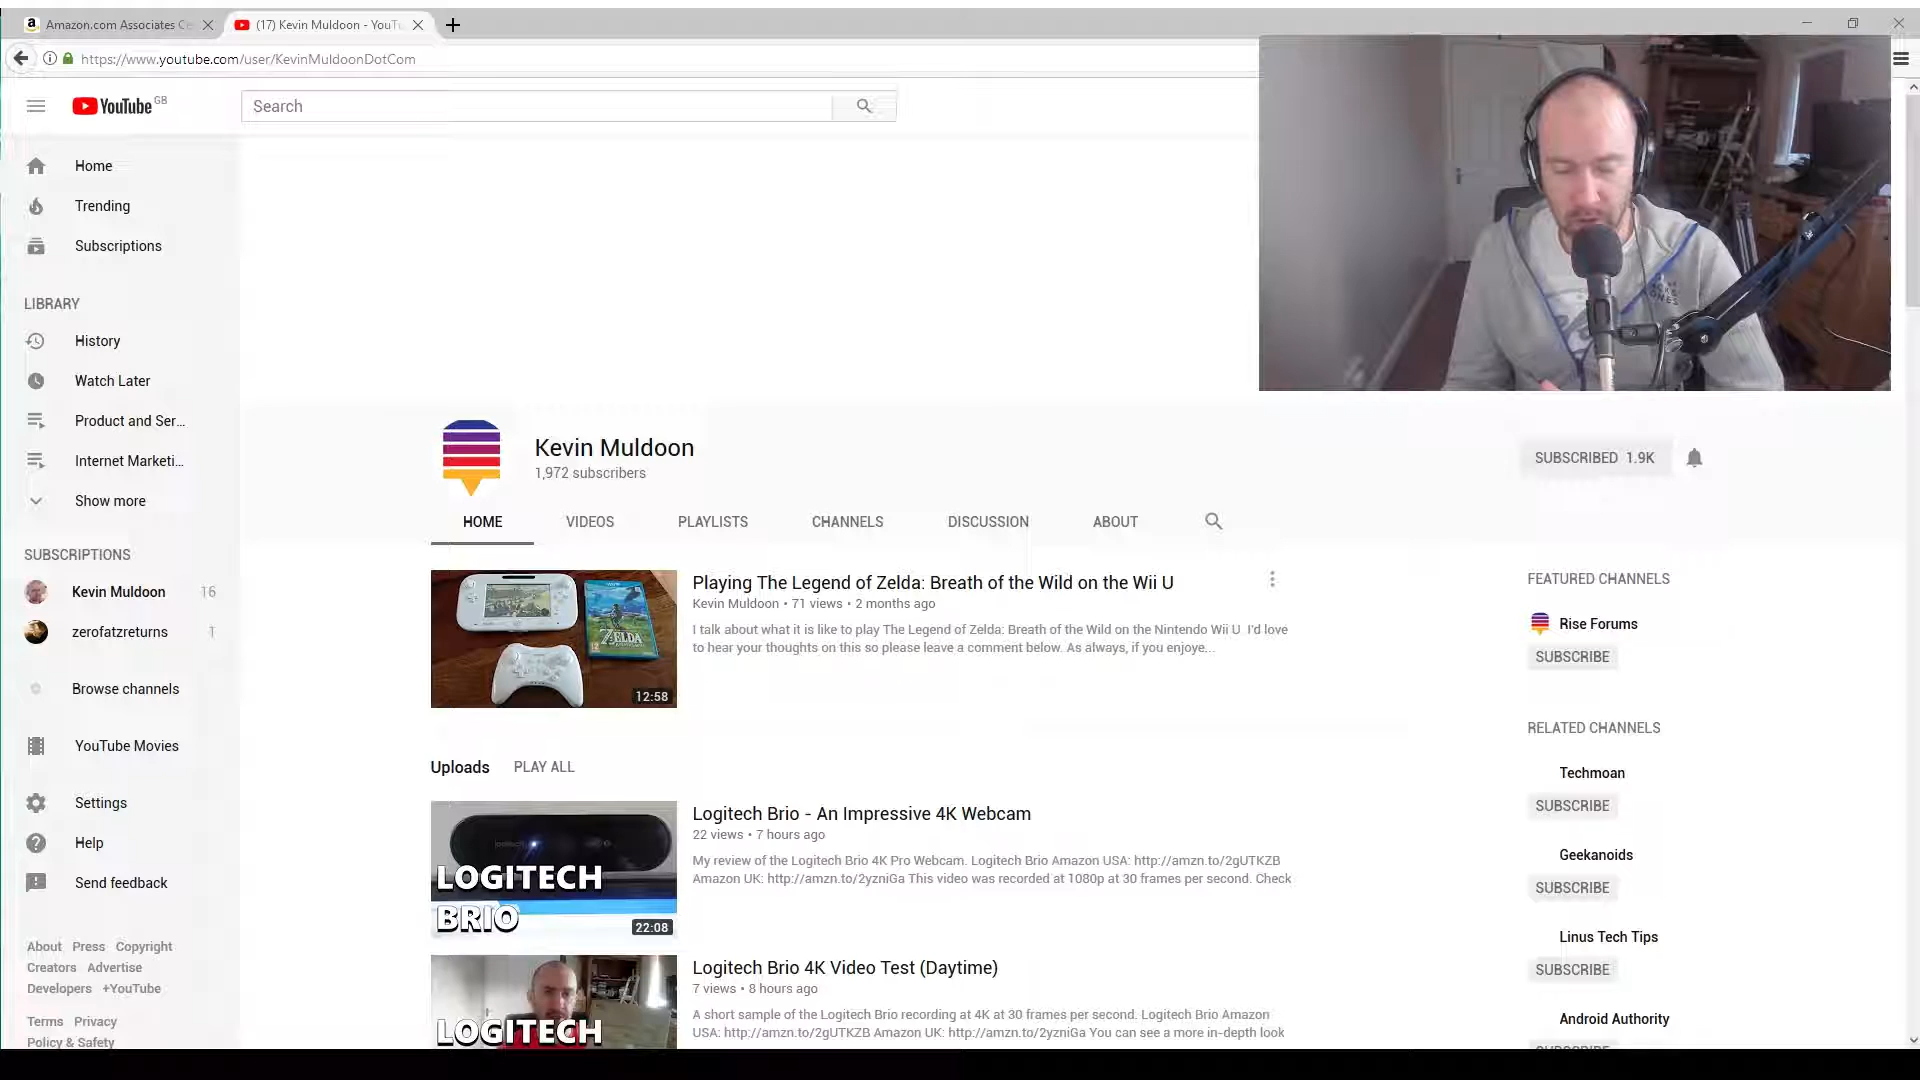 Amazon.com Associates Ce
(17) Kevin Muldoon - YouTu
https://www.youtube.com/user/KevinMuldoonDotCom
YouTube GB
Search
Home
Trending
Subscriptions
LIBRARY
History
Watch Later
Product and Ser...
Internet Marketi...
Show more
SUBSCRIPTIONS
Kevin Muldoon 16
zerofatzreturns 1
Browse channels
YouTube Movies
Settings
Help
Send feedback
About Press Copyright
Creators Advertise
Developers +YouTube
Terms Privacy
Policy & Safety
Kevin Muldoon
1,972 subscribers
SUBSCRIBED 1.9K
HOME VIDEOS PLAYLISTS CHANNELS DISCUSSION ABOUT
ZELDA
12:58
Playing The Legend of Zelda: Breath of the Wild on the Wii U
Kevin Muldoon • 71 views • 2 months ago
I talk about what it is like to play The Legend of Zelda: Breath of the Wild on the Nintendo Wii U I'd love
to hear your thoughts on this so please leave a comment below. As always, if you enjoye...
Uploads PLAY ALL
LOGITECH
BRIO
22:08
Logitech Brio - An Impressive 4K Webcam
22 views • 7 hours ago
My review of the Logitech Brio 4K Pro Webcam. Logitech Brio Amazon USA: http://amzn.to/2gUTKZB
Amazon UK: http://amzn.to/2yzniGa This video was recorded at 1080p at 30 frames per second. Check
LOGITECH
Logitech Brio 4K Video Test (Daytime)
7 views • 8 hours ago
A short sample of the Logitech Brio recording at 4K at 30 frames per second. Logitech Brio Amazon
USA: http://amzn.to/2gUTKZB Amazon UK: http://amzn.to/2yzniGa You can see a more in-depth look
FEATURED CHANNELS
Rise Forums
SUBSCRIBE
RELATED CHANNELS
Techmoan
SUBSCRIBE
Geekanoids
SUBSCRIBE
Linus Tech Tips
SUBSCRIBE
Android Authority
SUBSCRIBE